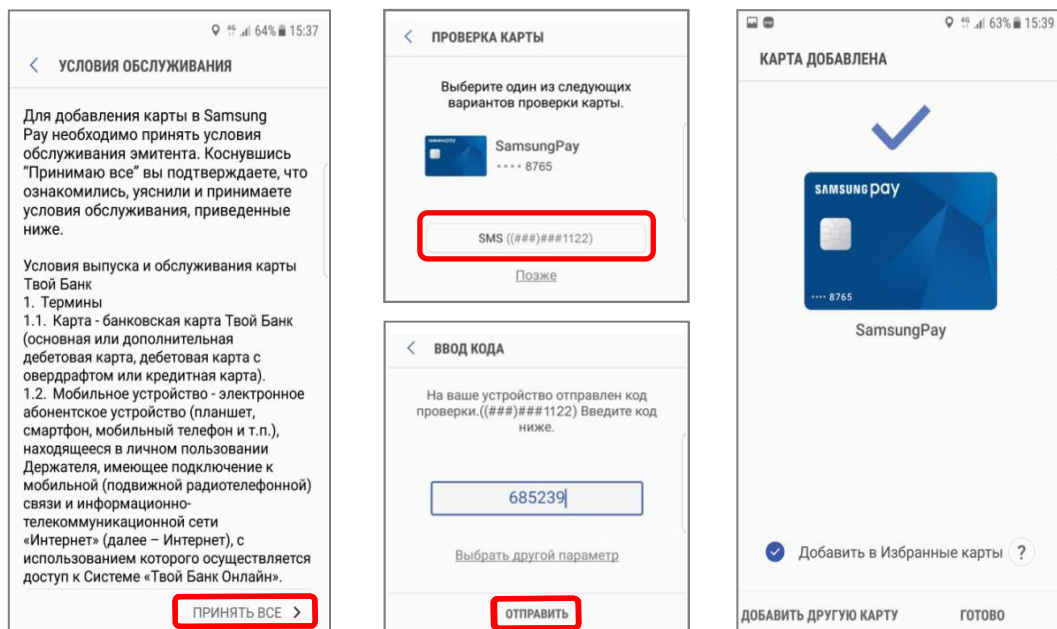 4G 64% 15:37
УСЛОВИЯ ОБСЛУЖИВАНИЯ
Для добавления карты в Samsung
Pay необходимо принять условия
обслуживания эмитента. Коснувшись
“Принимаю все” вы подтверждаете, что
ознакомились, уяснили и принимаете
условия обслуживания, приведенные
ниже.
Условия выпуска и обслуживания карты
Твой Банк
1. Термины
1.1. Карта - банковская карта Твой Банк
(основная или дополнительная
дебетовая карта, дебетовая карта с
овердрафтом или кредитная карта).
1.2. Мобильное устройство - электронное
абонентское устройство (планшет,
смартфон, мобильный телефон и т.п.),
находящееся в личном пользовании
Держателя, имеющее подключение к
мобильной (подвижной радиотелефонной)
связи и информационно-
телекоммуникационной сети
«Интернет» (далее – Интернет), с
использованием которого осуществляется
доступ к Системе «Твой Банк Онлайн».
ПРИНЯТЬ ВСЕ
ПРОВЕРКА КАРТЫ
Выберите один из следующих
вариантов проверки карты.
SamsungPay
•••• 8765
SMS ((###)###1122)
Позже
ВВОД КОДА
На ваше устройство отправлен код
проверки.((###)###1122) Введите код
ниже.
685239
Выбрать другой параметр
ОТПРАВИТЬ
4G 63% 15:39
КАРТА ДОБАВЛЕНА
SAMSUNG pay
•••• 8765
SamsungPay
Добавить в Избранные карты ?
ДОБАВИТЬ ДРУГУЮ КАРТУ ГОТОВО